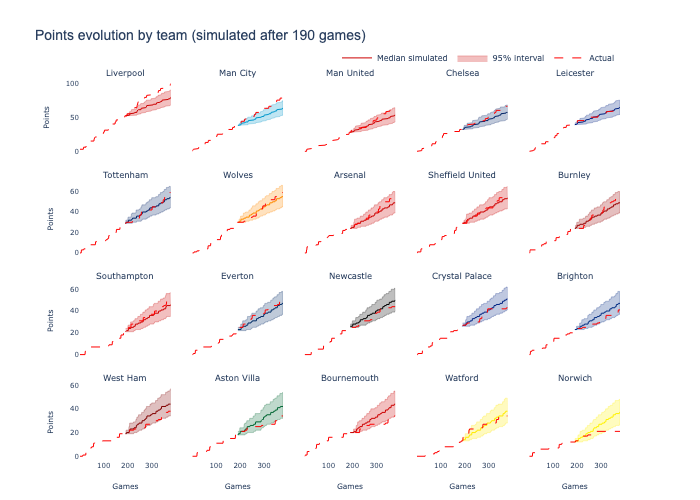 Points evolution by team (simulated after 190 games)
Median simulated 95% interval Actual
Liverpool Man City Man United Chelsea Leicester
100
50
0
Points
Tottenham Wolves Arsenal Sheffield United Burnley
60
40
20
0
Points
Southampton Everton Newcastle Crystal Palace Brighton
60
40
20
0
Points
West Ham Aston Villa Bournemouth Watford Norwich
60
40
20
0
Points
100 200 300 100 200 300 100 200 300 100 200 300 100 200 300
Games Games Games Games Games